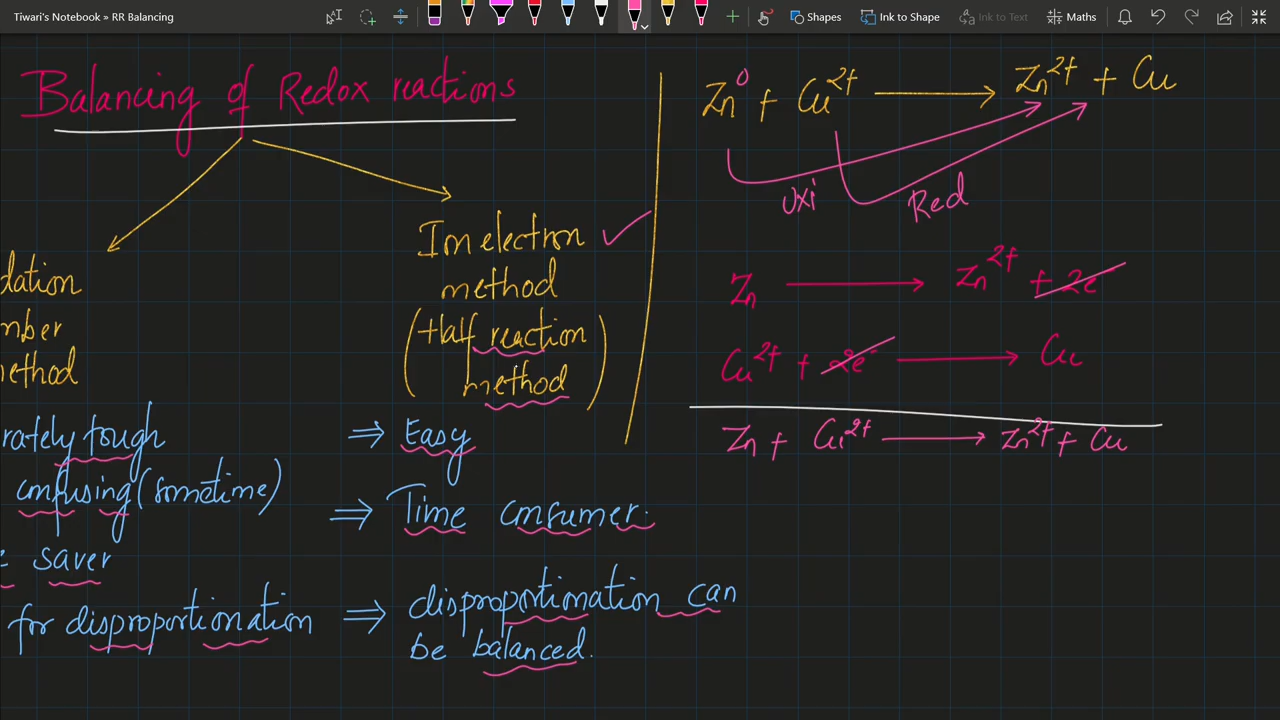 Tiwari's Notebook » RR Balancing
Shapes
Ink to Shape
Ink to Text
Maths
Balancing of Redox reactions
dation
mber
ethod
Ion electron
method
(Half reaction
method)
rately tough
confusing (sometime)
e saver
for disproportionation
⇒ Easy
⇒ Time consumer.
⇒ disproportionation can
be balanced.
Zn⁰ + Cu²⁺ → Zn²⁺ + Cu
oxi
Red
Zn → Zn²⁺ + 2e⁻
Cu²⁺ + 2e⁻ → Cu
Zn + Cu²⁺ → Zn²⁺ + Cu